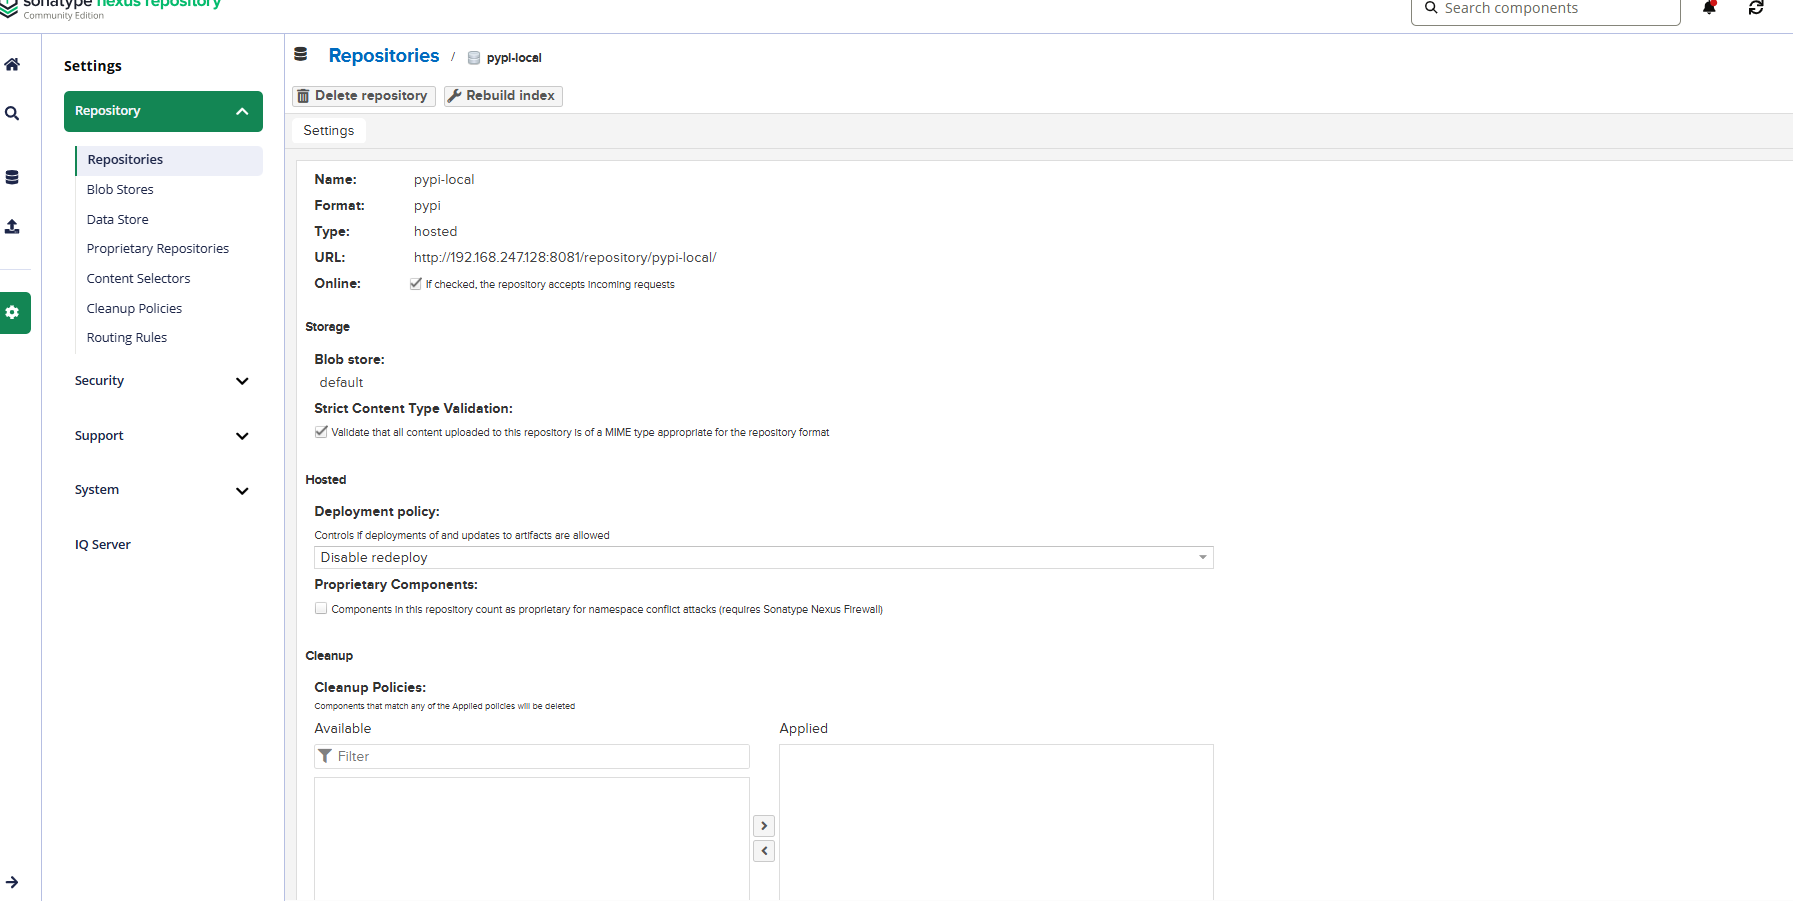 sonatype nexus repository
Community Edition
Search components
Settings
Repository
Repositories
Blob Stores
Data Store
Proprietary Repositories
Content Selectors
Cleanup Policies
Routing Rules
Security
Support
System
IQ Server
Repositories / pypi-local
Delete repository Rebuild index
Settings
Name: pypi-local
Format: pypi
Type: hosted
URL: http://192.168.247.128:8081/repository/pypi-local/
Online: If checked, the repository accepts incoming requests
Storage
Blob store:
default
Strict Content Type Validation:
Validate that all content uploaded to this repository is of a MIME type appropriate for the repository format
Hosted
Deployment policy:
Controls if deployments of and updates to artifacts are allowed
Disable redeploy
Proprietary Components:
Components in this repository count as proprietary for namespace conflict attacks (requires Sonatype Nexus Firewall)
Cleanup
Cleanup Policies:
Components that match any of the Applied policies will be deleted
Available Applied
Filter